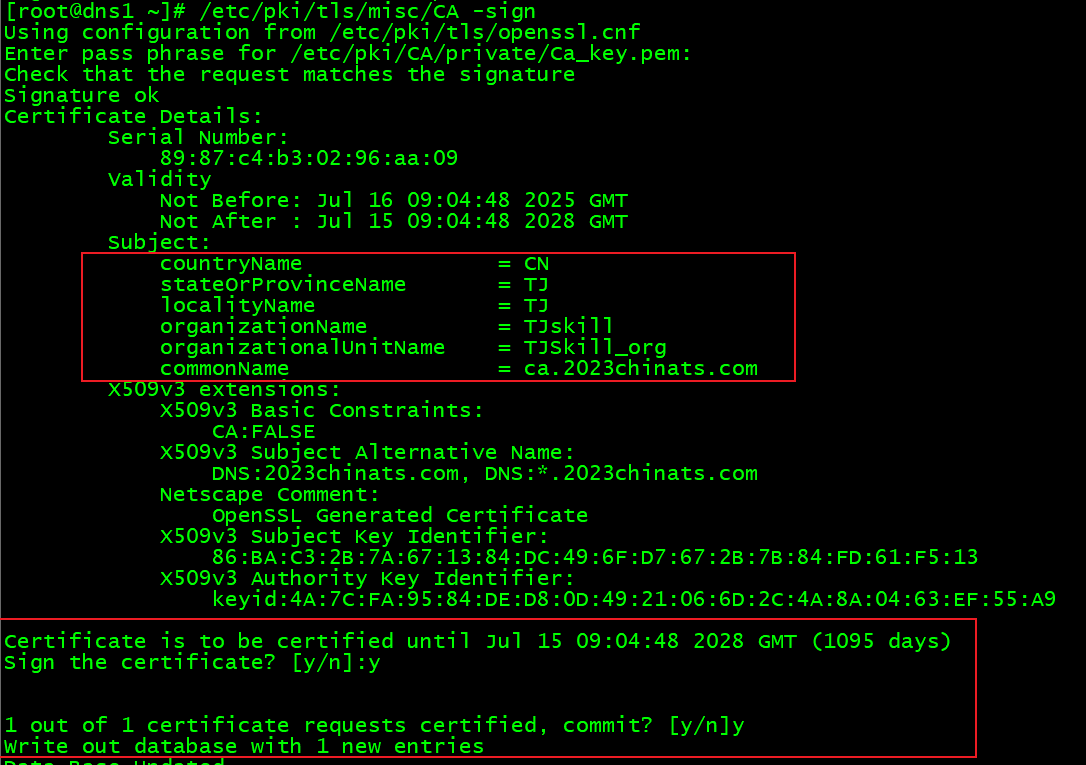 [root@dns1 ~]# /etc/pki/tls/misc/CA -sign
Using configuration from /etc/pki/tls/openssl.cnf
Enter pass phrase for /etc/pki/CA/private/Ca_key.pem:
Check that the request matches the signature
Signature ok
Certificate Details:
Serial Number:
89:87:c4:b3:02:96:aa:09
Validity
Not Before: Jul 16 09:04:48 2025 GMT
Not After : Jul 15 09:04:48 2028 GMT
Subject:
countryName = CN
stateOrProvinceName = TJ
localityName = TJ
organizationName = TJskill
organizationalUnitName = TJSkill_org
commonName = ca.2023chinats.com
X509v3 extensions:
X509v3 Basic Constraints:
CA:FALSE
X509v3 Subject Alternative Name:
DNS:2023chinats.com, DNS:*.2023chinats.com
Netscape Comment:
OpenSSL Generated Certificate
X509v3 Subject Key Identifier:
86:BA:C3:2B:7A:67:13:84:DC:49:6F:D7:67:2B:7B:84:FD:61:F5:13
X509v3 Authority Key Identifier:
keyid:4A:7C:FA:95:84:DE:D8:0D:49:21:06:6D:2C:4A:8A:04:63:EF:55:A9
Certificate is to be certified until Jul 15 09:04:48 2028 GMT (1095 days)
Sign the certificate? [y/n]:y
1 out of 1 certificate requests certified, commit? [y/n]y
Write out database with 1 new entries
Data Base Updated